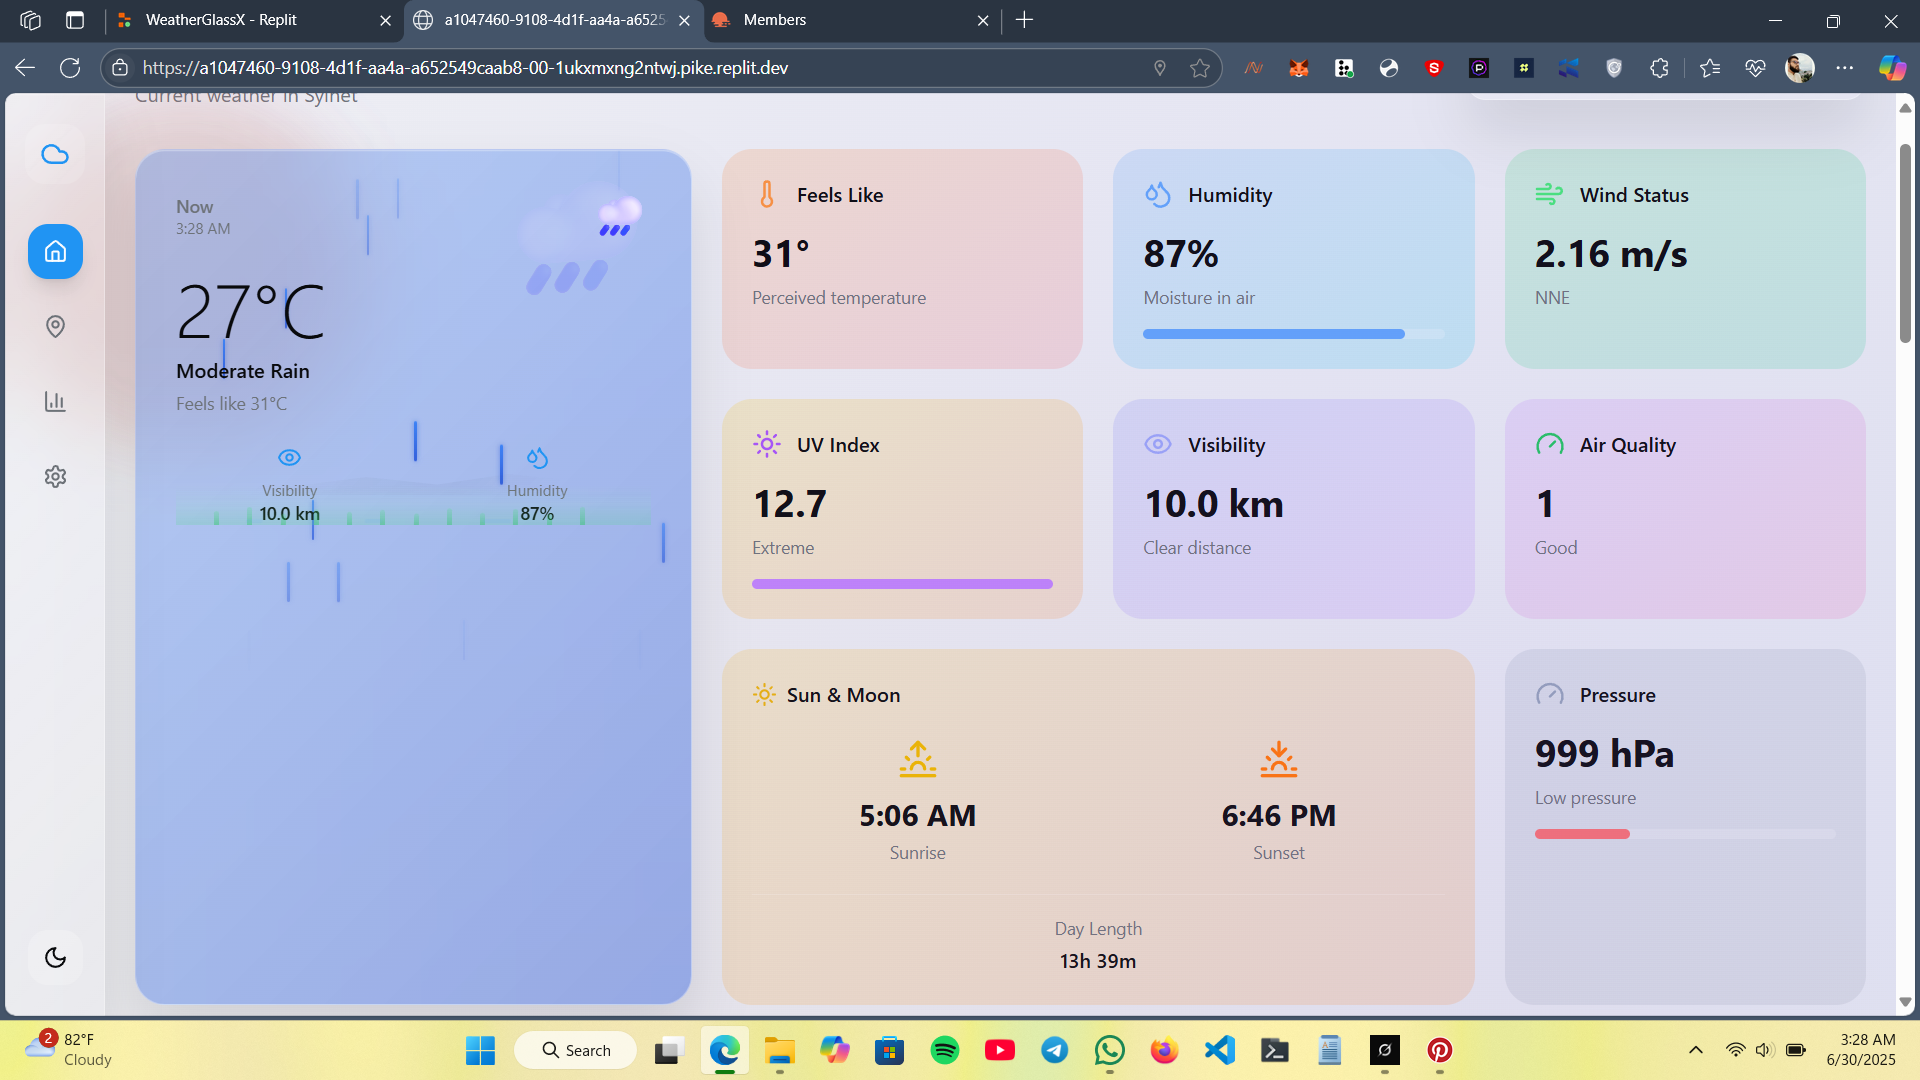 WeatherGlassX - Replit
a1047460-9108-4d1f-aa4a-a6525
Members
https://a1047460-9108-4d1f-aa4a-a652549caab8-00-1ukxmxng2ntwj.pike.replit.dev
Current weather in Sylhet
Now
3:28 AM
27°C
Moderate Rain
Feels like 31°C
Visibility
10.0 km
Humidity
87%
Feels Like
31°
Perceived temperature
Humidity
87%
Moisture in air
Wind Status
2.16 m/s
NNE
UV Index
12.7
Extreme
Visibility
10.0 km
Clear distance
Air Quality
1
Good
Sun & Moon
5:06 AM
Sunrise
6:46 PM
Sunset
Day Length
13h 39m
Pressure
999 hPa
Low pressure
2
82°F
Cloudy
Search
3:28 AM
6/30/2025